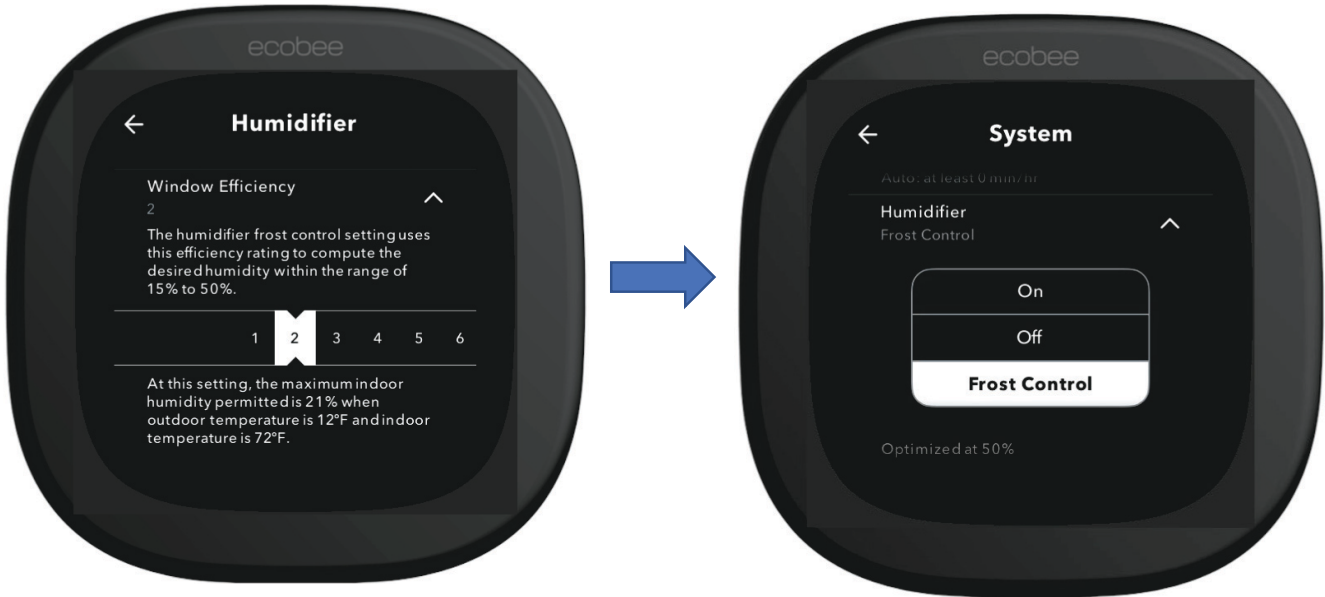 ecobee
Humidifier
Window Efficiency
2
The humidifier frost control setting uses
this efficiency rating to compute the
desired humidity within the range of
15% to 50%.
1 2 3 4 5 6
At this setting, the maximum indoor
humidity permitted is 21% when
outdoor temperature is 12°F and indoor
temperature is 72°F.
ecobee
System
Auto: at least 0 min/hr
Humidifier
Frost Control
On
Off
Frost Control
Optimized at 50%